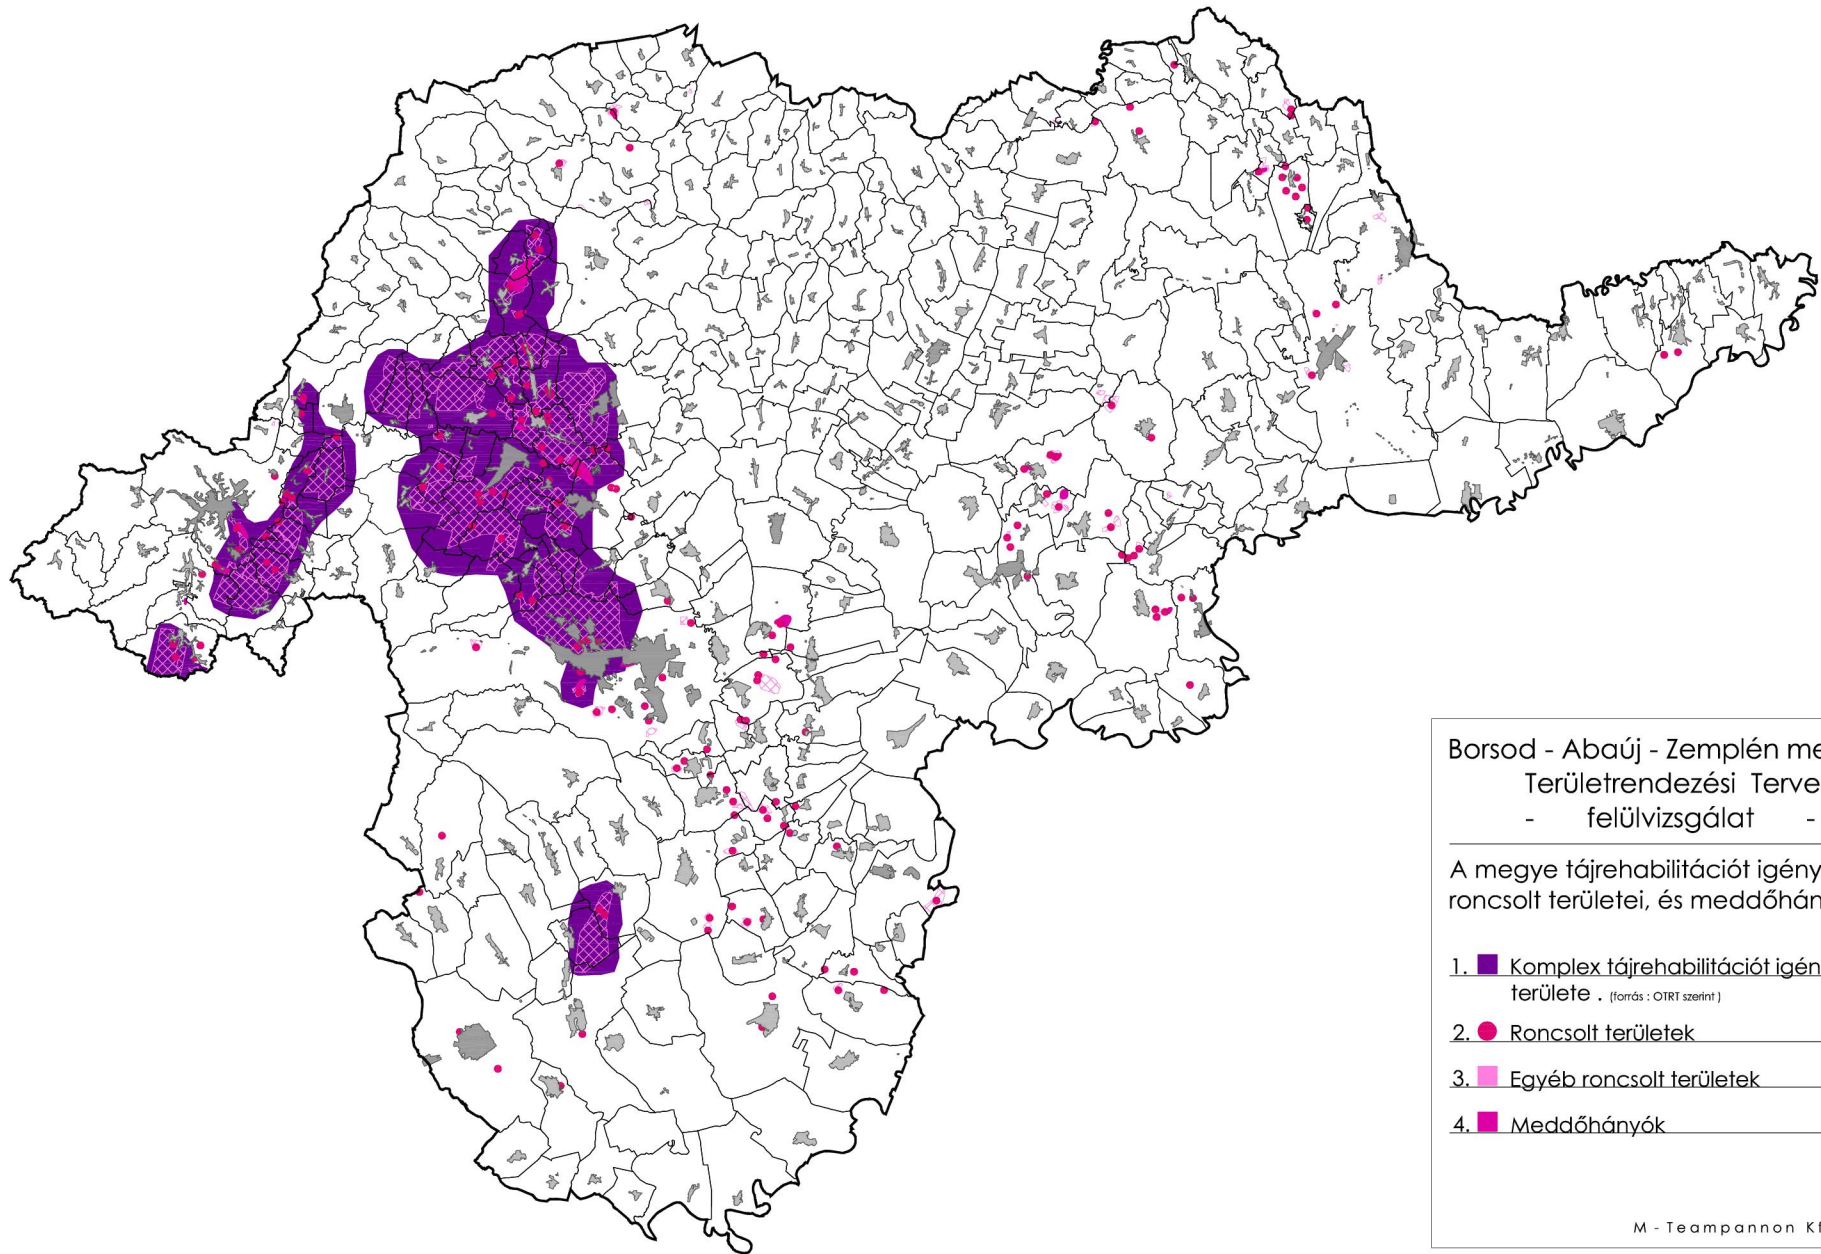 Borsod - Abaúj - Zemplén me
Területrendezési Terve
- felülvizsgálat -
A megye tájrehabilitációt igény
roncsolt területei, és meddőhán
1. Komplex tájrehabilitációt igén
területe . (forrás : OTRT szerint )
2. Roncsolt területek
3. Egyéb roncsolt területek
4. Meddőhányók
M - Teampannon Kf